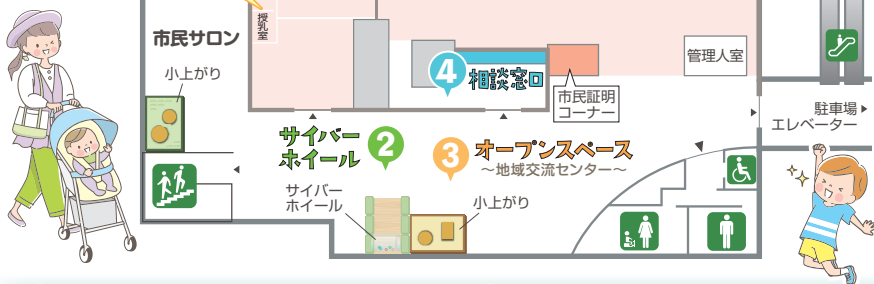 授乳室
市民サロン
小上がり
4 相談窓口
管理人室
市民証明
コーナー
駐車場
エレベーター
サイバー
ホイール
2
3 オープンスペース
~地域交流センター~
サイバー
ホイール
小上がり